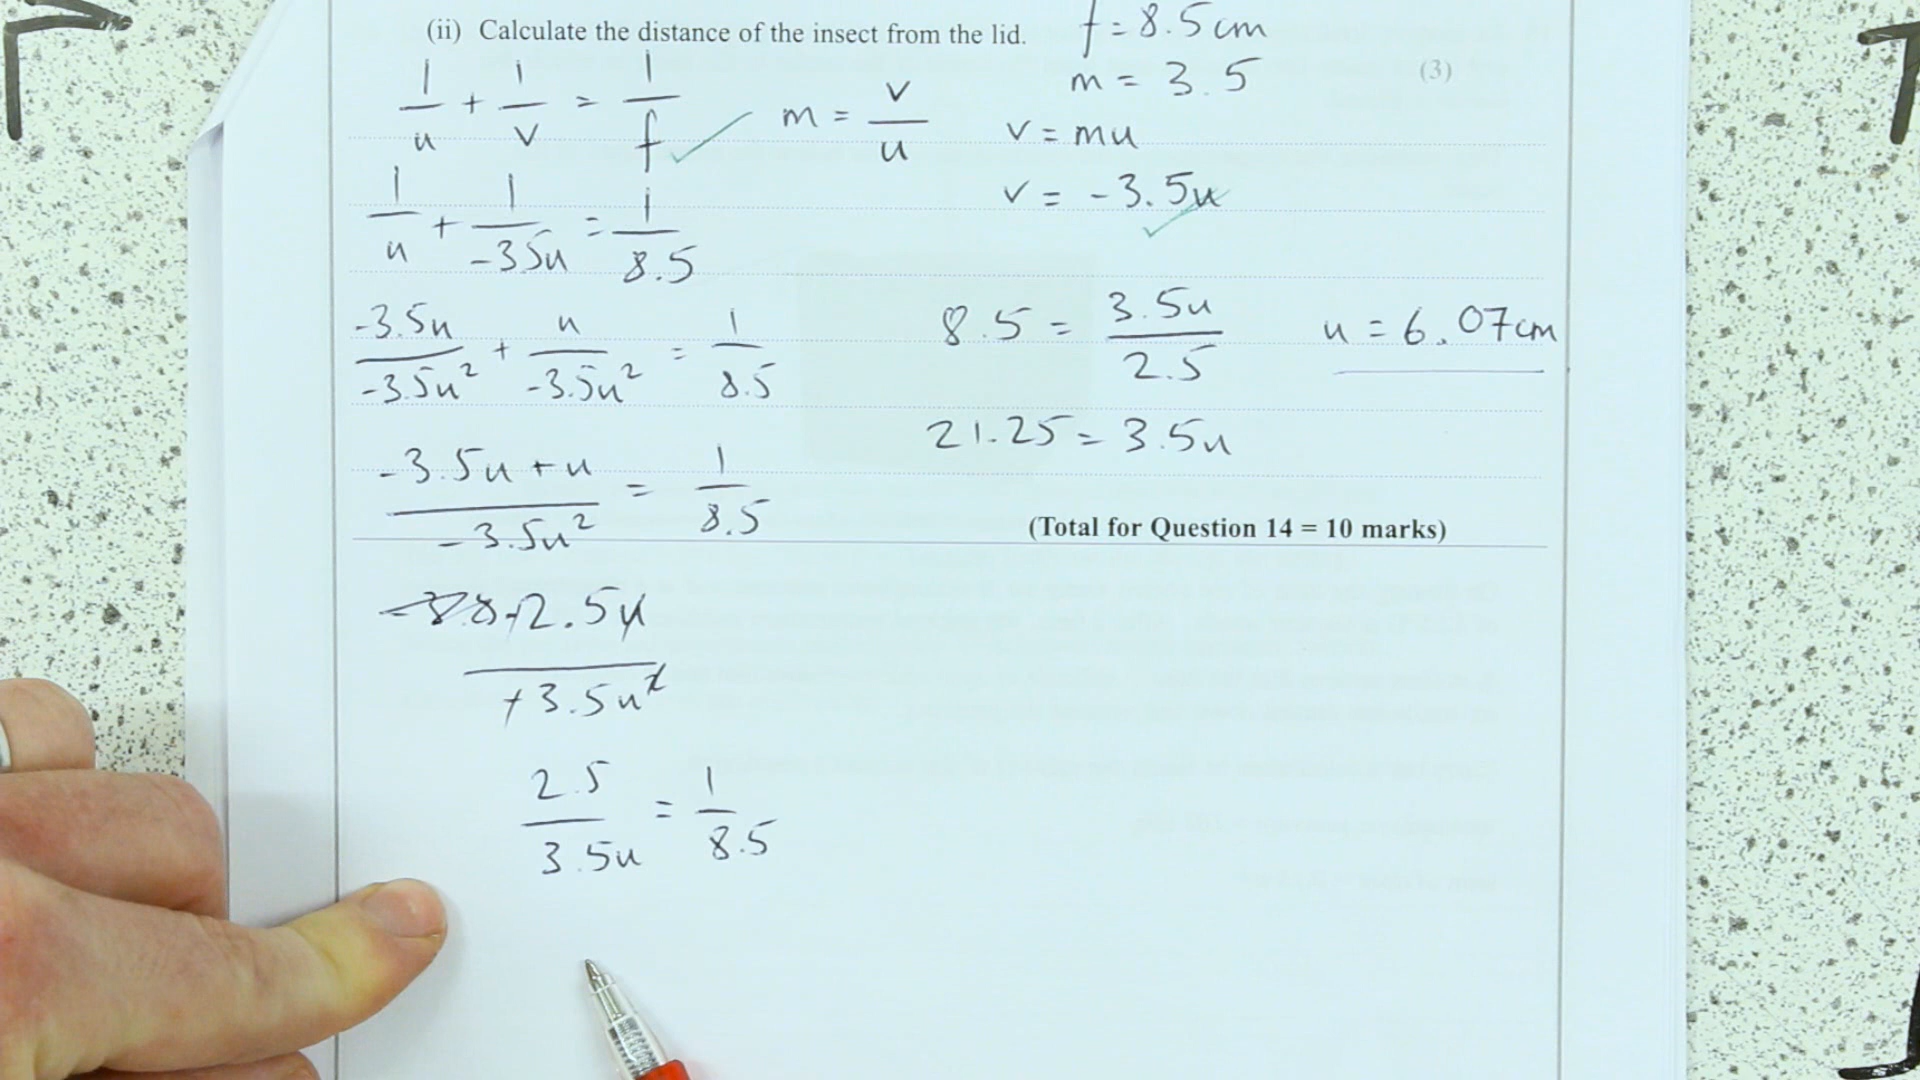 (ii) Calculate the distance of the insect from the lid.
f = 8.5 cm
(3)
m = 3.5
1/u + 1/v = 1/f
m = v/u
v = mu
v = -3.5u
1/u + 1/-3.5u = 1/8.5
-3.5u/-3.5u² + u/-3.5u² = 1/8.5
8.5 = 3.5u/2.5
u = 6.07cm
21.25 = 3.5u
-3.5u + u/-3.5u² = 1/8.5
(Total for Question 14 = 10 marks)
2.5u/+3.5u²
2.5/3.5u = 1/8.5